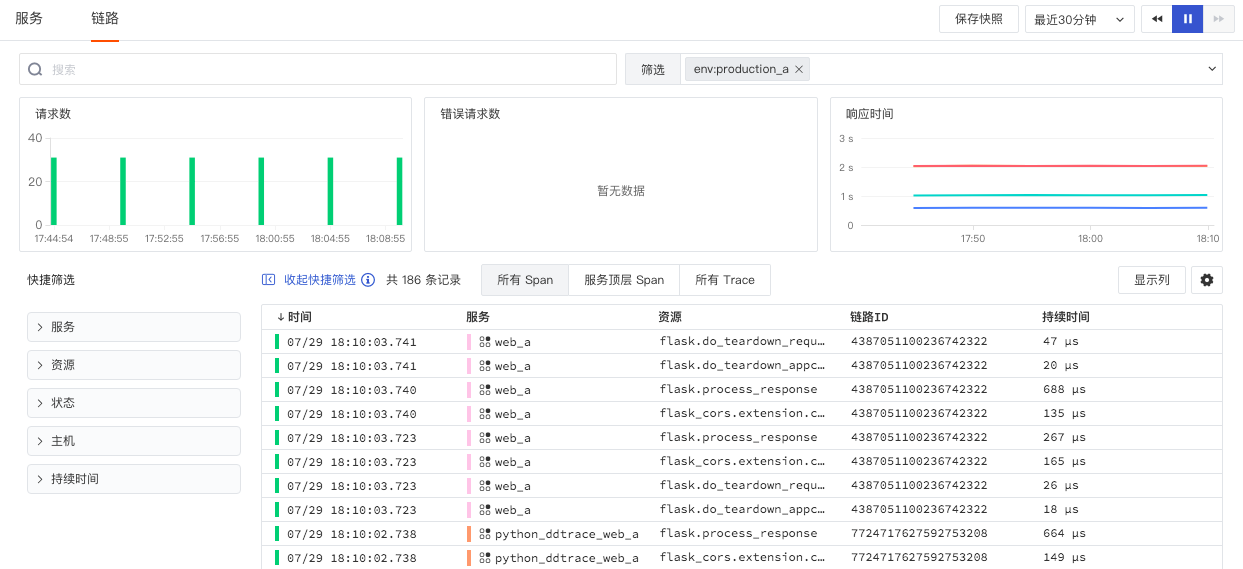 服务 链路 保存快照 最近30分钟
搜索 筛选 env:production_a
请求数 错误请求数 响应时间
40
20
0
17:44:54 17:48:55 17:52:55 17:56:55 18:00:55 18:04:55 18:08:55
暂无数据
3 s
2 s
1 s
0
17:50 18:00 18:10
快捷筛选 收起快捷筛选 共 186 条记录 所有 Span 服务顶层 Span 所有 Trace 显示列
服务
资源
状态
主机
持续时间
时间 服务 资源 链路ID 持续时间
07/29 18:10:03.741 web_a flask.do_teardown_requ… 4387051100236742322 47 μs
07/29 18:10:03.741 web_a flask.do_teardown_appc… 4387051100236742322 20 μs
07/29 18:10:03.740 web_a flask.process_response 4387051100236742322 688 μs
07/29 18:10:03.740 web_a flask_cors.extension.c… 4387051100236742322 135 μs
07/29 18:10:03.723 web_a flask.process_response 4387051100236742322 267 μs
07/29 18:10:03.723 web_a flask_cors.extension.c… 4387051100236742322 165 μs
07/29 18:10:03.723 web_a flask.do_teardown_requ… 4387051100236742322 26 μs
07/29 18:10:03.723 web_a flask.do_teardown_appc… 4387051100236742322 18 μs
07/29 18:10:02.738 python_ddtrace_web_a flask.process_response 7724717627592753208 664 μs
07/29 18:10:02.738 python_ddtrace_web_a flask_cors.extension.c… 7724717627592753208 149 μs